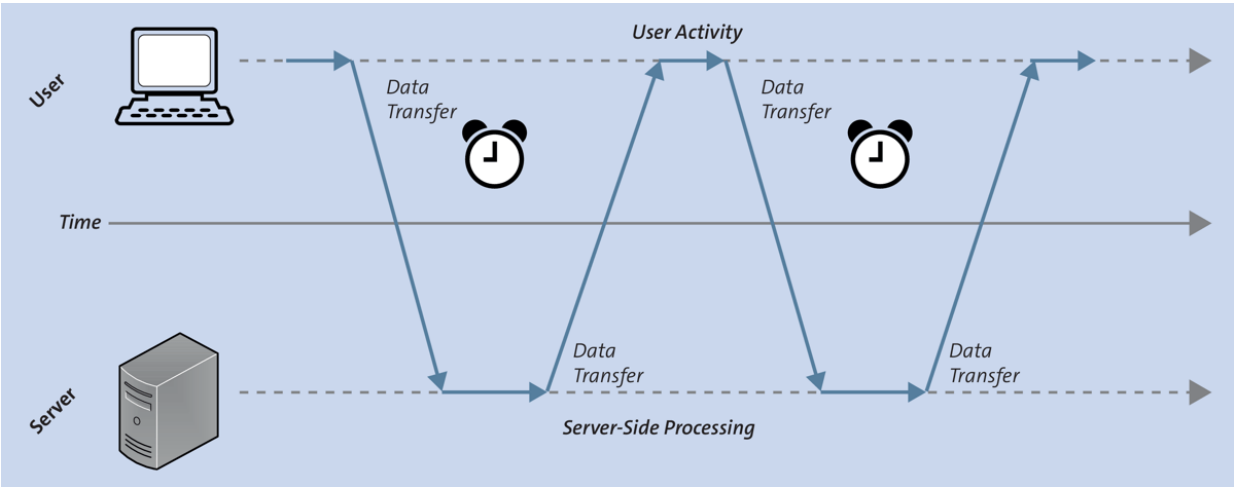 User Activity
User
Data
Transfer
Data
Transfer
Time
Data
Transfer
Data
Transfer
Server
Server-Side Processing